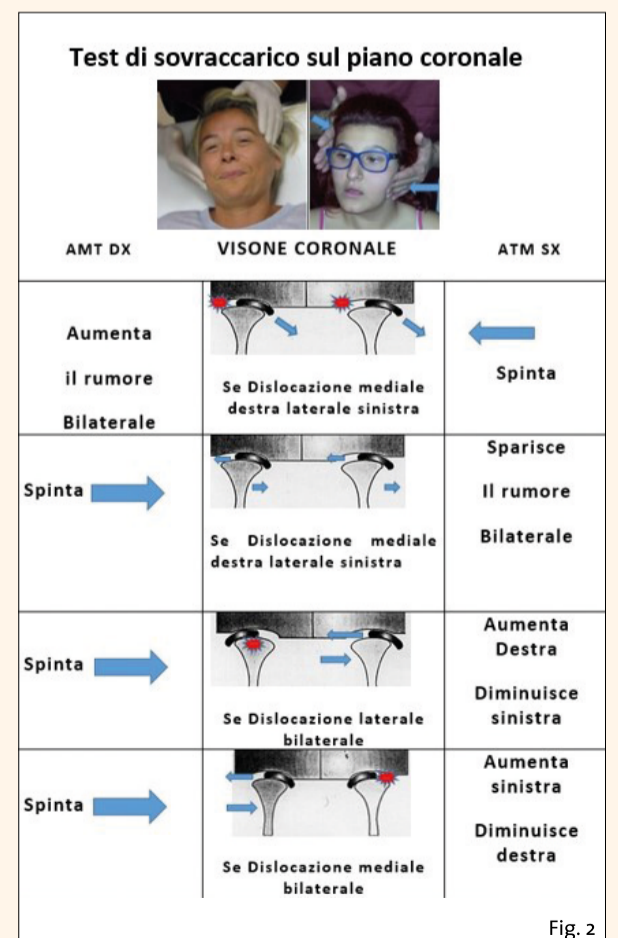 Test di sovraccarico sul piano coronale
AMT DX
VISONE CORONALE
ATM SX
Aumenta
il rumore
Bilaterale
Se Dislocazione mediale
destra laterale sinistra
Spinta
Spinta
Se Dislocazione mediale
destra laterale sinistra
Sparisce
Il rumore
Bilaterale
Spinta
Se Dislocazione laterale
bilaterale
Aumenta
Destra
Diminuisce
sinistra
Spinta
Se Dislocazione mediale
bilaterale
Aumenta
sinistra
Diminuisce
destra
Fig. 2